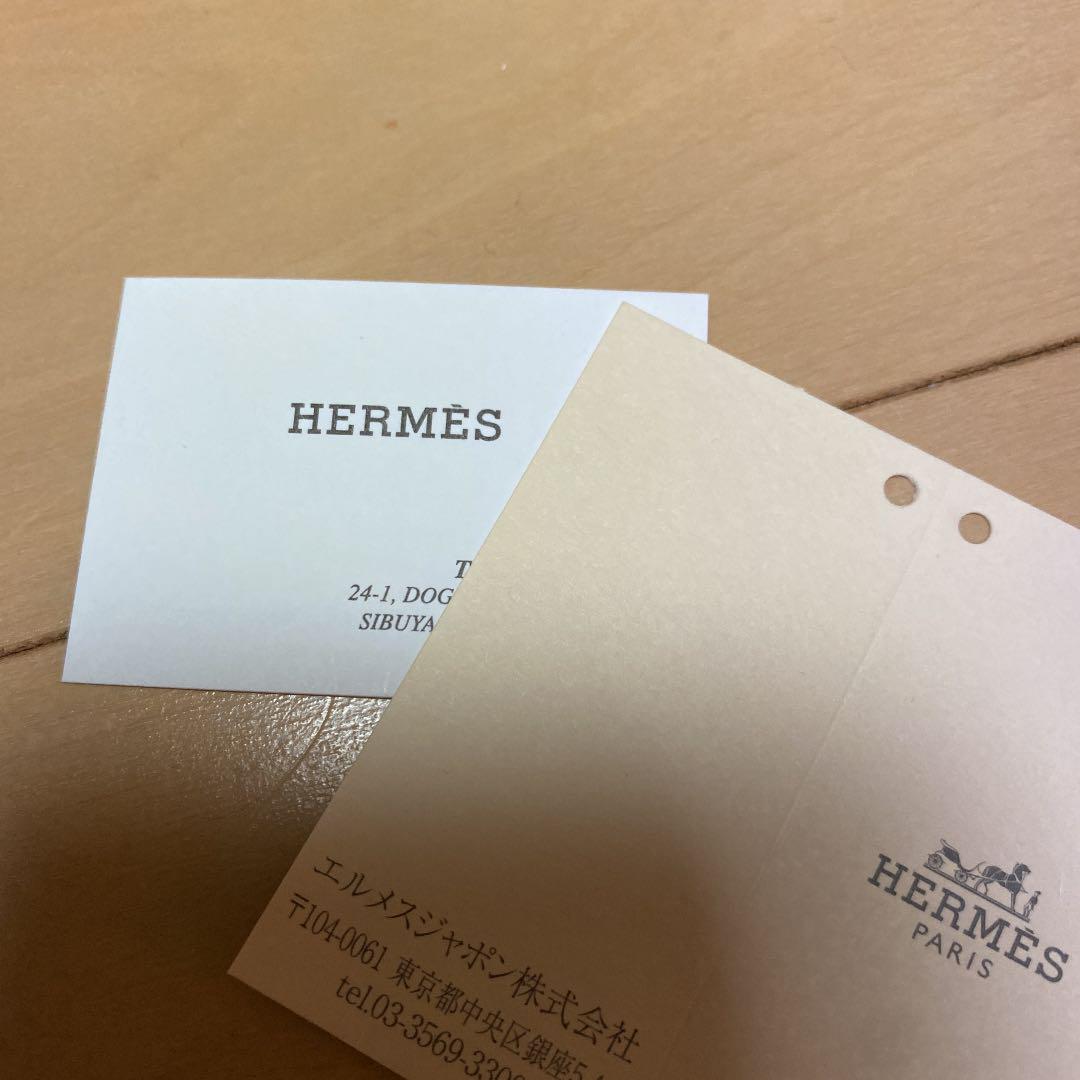 HERMÈS
24-1,
SIBUYA
エルメスジャポン株式会社
〒104-0061 東京都中央区銀座5
tel.03-3569-330
HERMÈS
PARIS